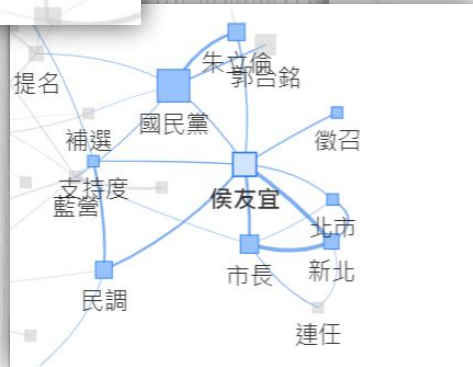 朱立倫
郭台銘
提名
國民黨
補選
徵召
支持度
藍營
侯友宜
北市
市長
新北
民調
連任